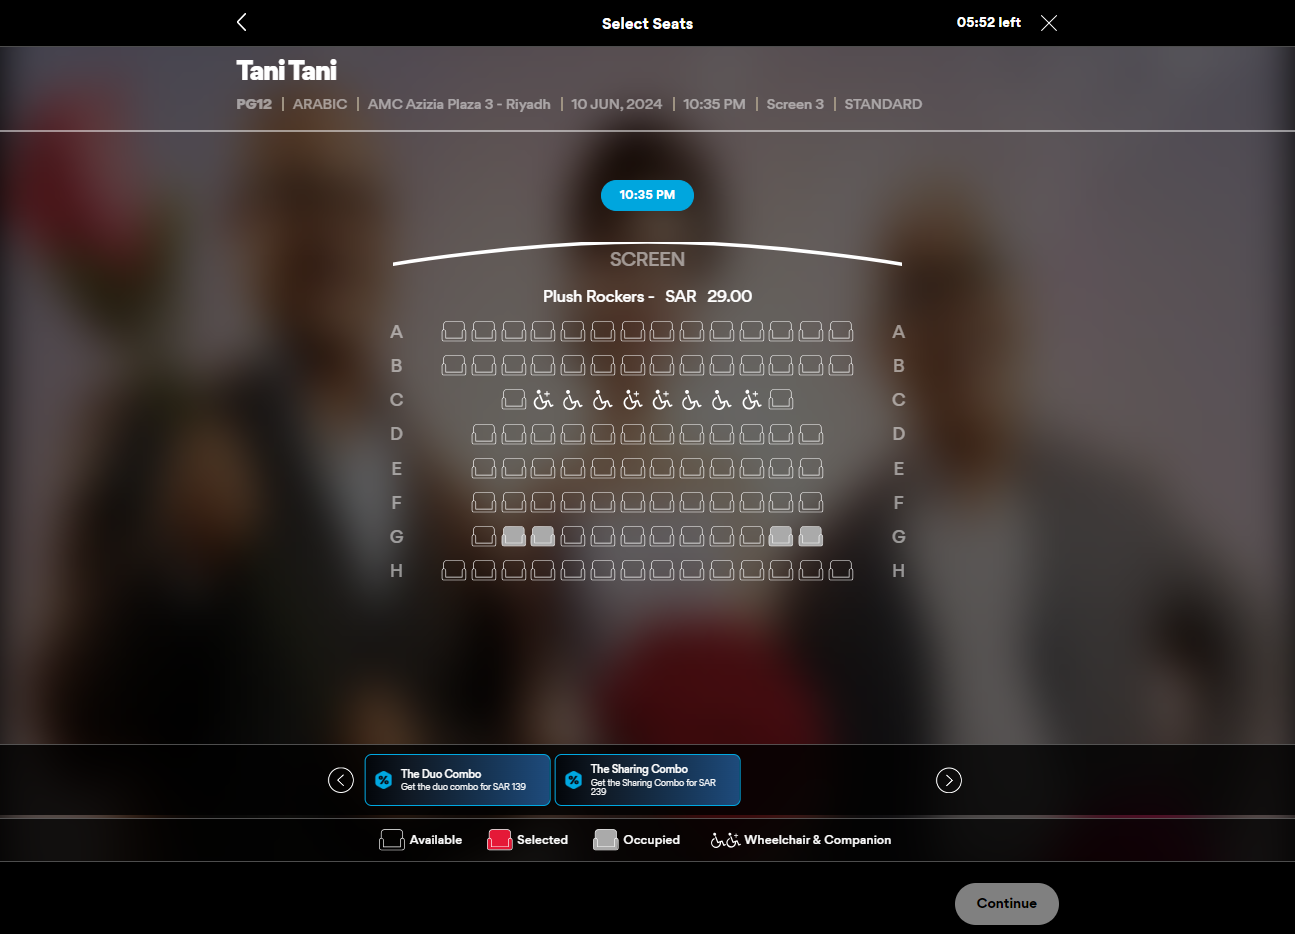 Select Seats
05:52 left
Tani Tani
PG12 | ARABIC | AMC Azizia Plaza 3 - Riyadh | 10 JUN, 2024 | 10:35 PM | Screen 3 | STANDARD
10:35 PM
SCREEN
Plush Rockers - SAR 29.00
A A
B B
C C
D D
E E
F F
G G
H H
The Duo Combo
Get the duo combo for SAR 139
The Sharing Combo
Get the Sharing Combo for SAR
239
Available Selected Occupied Wheelchair & Companion
Continue